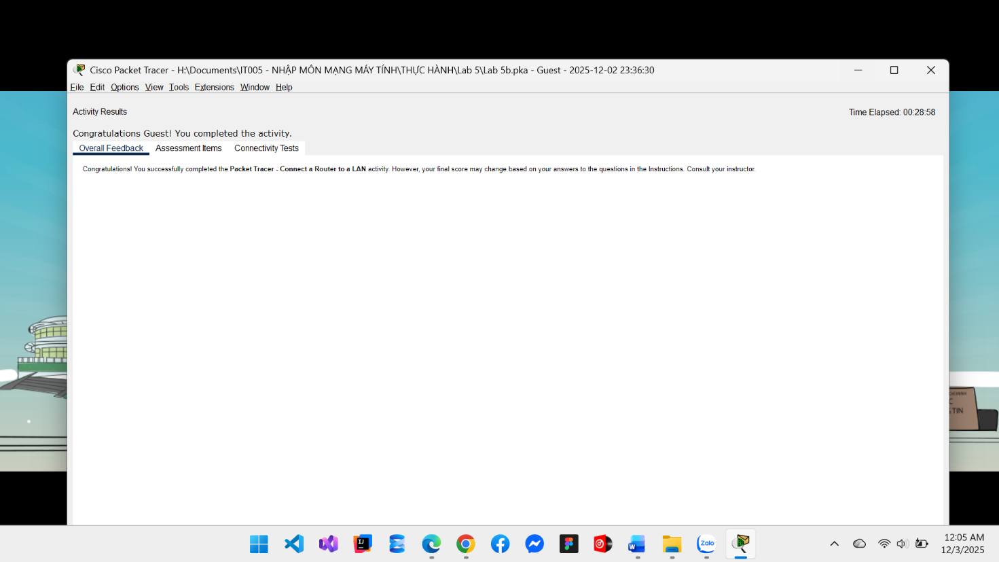 Cisco Packet Tracer - H:\Documents\IT005 - NHẬP MÔN MẠNG MÁY TÍNH\THỰC HÀNH\Lab 5\Lab 5b.pka - Guest - 2025-12-02 23:36:30
File Edit Options View Tools Extensions Window Help
Activity Results
Time Elapsed: 00:28:58
Congratulations Guest! You completed the activity.
Overall Feedback Assessment Items Connectivity Tests
Congratulations! You successfully completed the Packet Tracer - Connect a Router to a LAN activity. However, your final score may change based on your answers to the questions in the Instructions. Consult your instructor.
C
TIN
IJ
W
Zalo
12:05 AM
12/3/2025